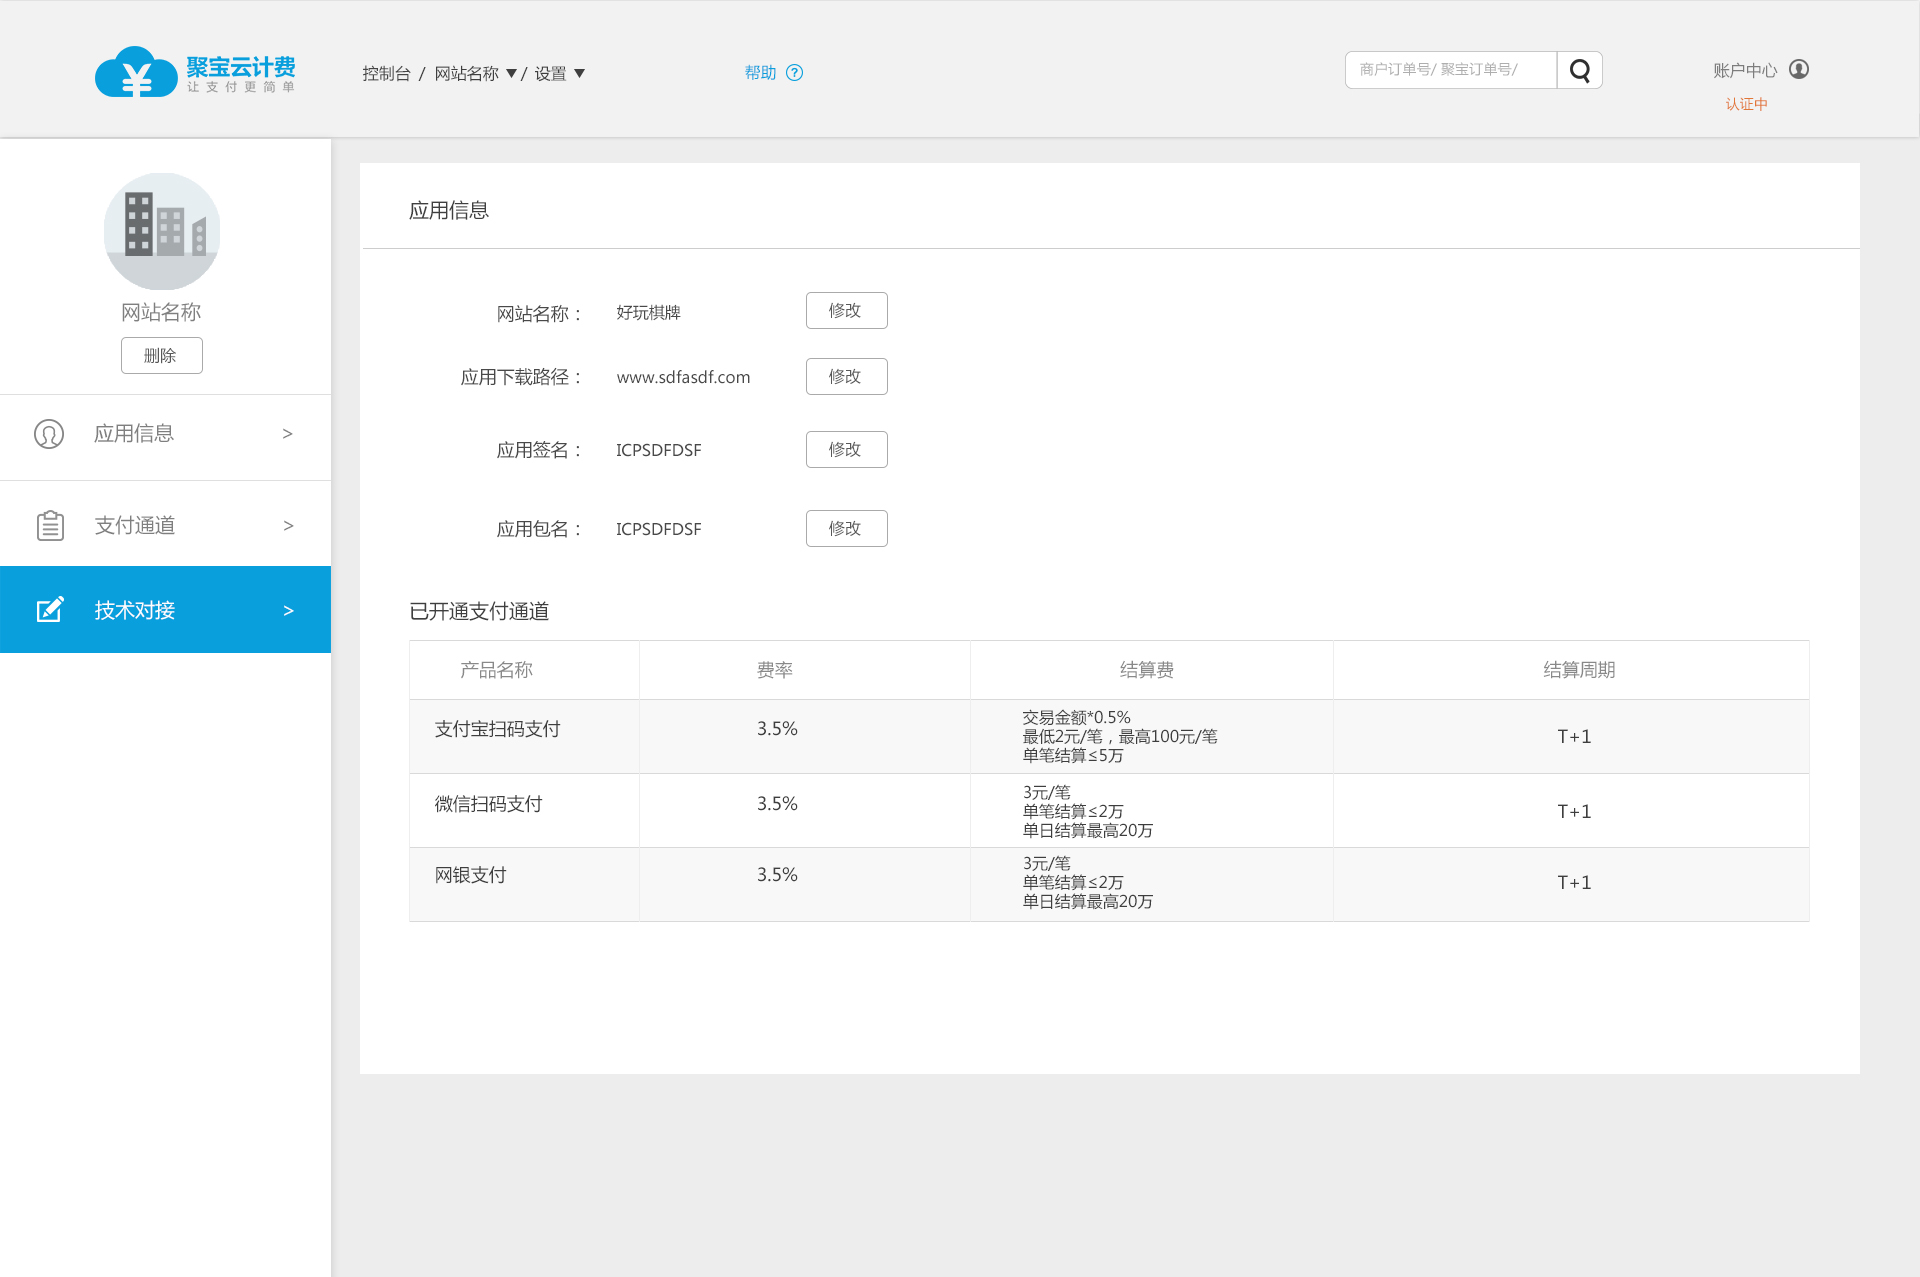 聚宝云计费
让支付更简单
控制台 / 网站名称 ▼ / 设置 ▼
帮助 ?
商户订单号/ 聚宝订单号/
账户中心
认证中
网站名称
删除
应用信息 >
支付通道 >
技术对接 >
应用信息
网站名称： 好玩棋牌 修改
应用下载路径： www.sdfasdf.com 修改
应用签名： ICPSDFDSF 修改
应用包名： ICPSDFDSF 修改
已开通支付通道
产品名称 费率 结算费 结算周期
支付宝扫码支付 3.5%
交易金额*0.5%
最低2元/笔，最高100元/笔
单笔结算≤5万
T+1
微信扫码支付 3.5%
3元/笔
单笔结算≤2万
单日结算最高20万
T+1
网银支付 3.5%
3元/笔
单笔结算≤2万
单日结算最高20万
T+1